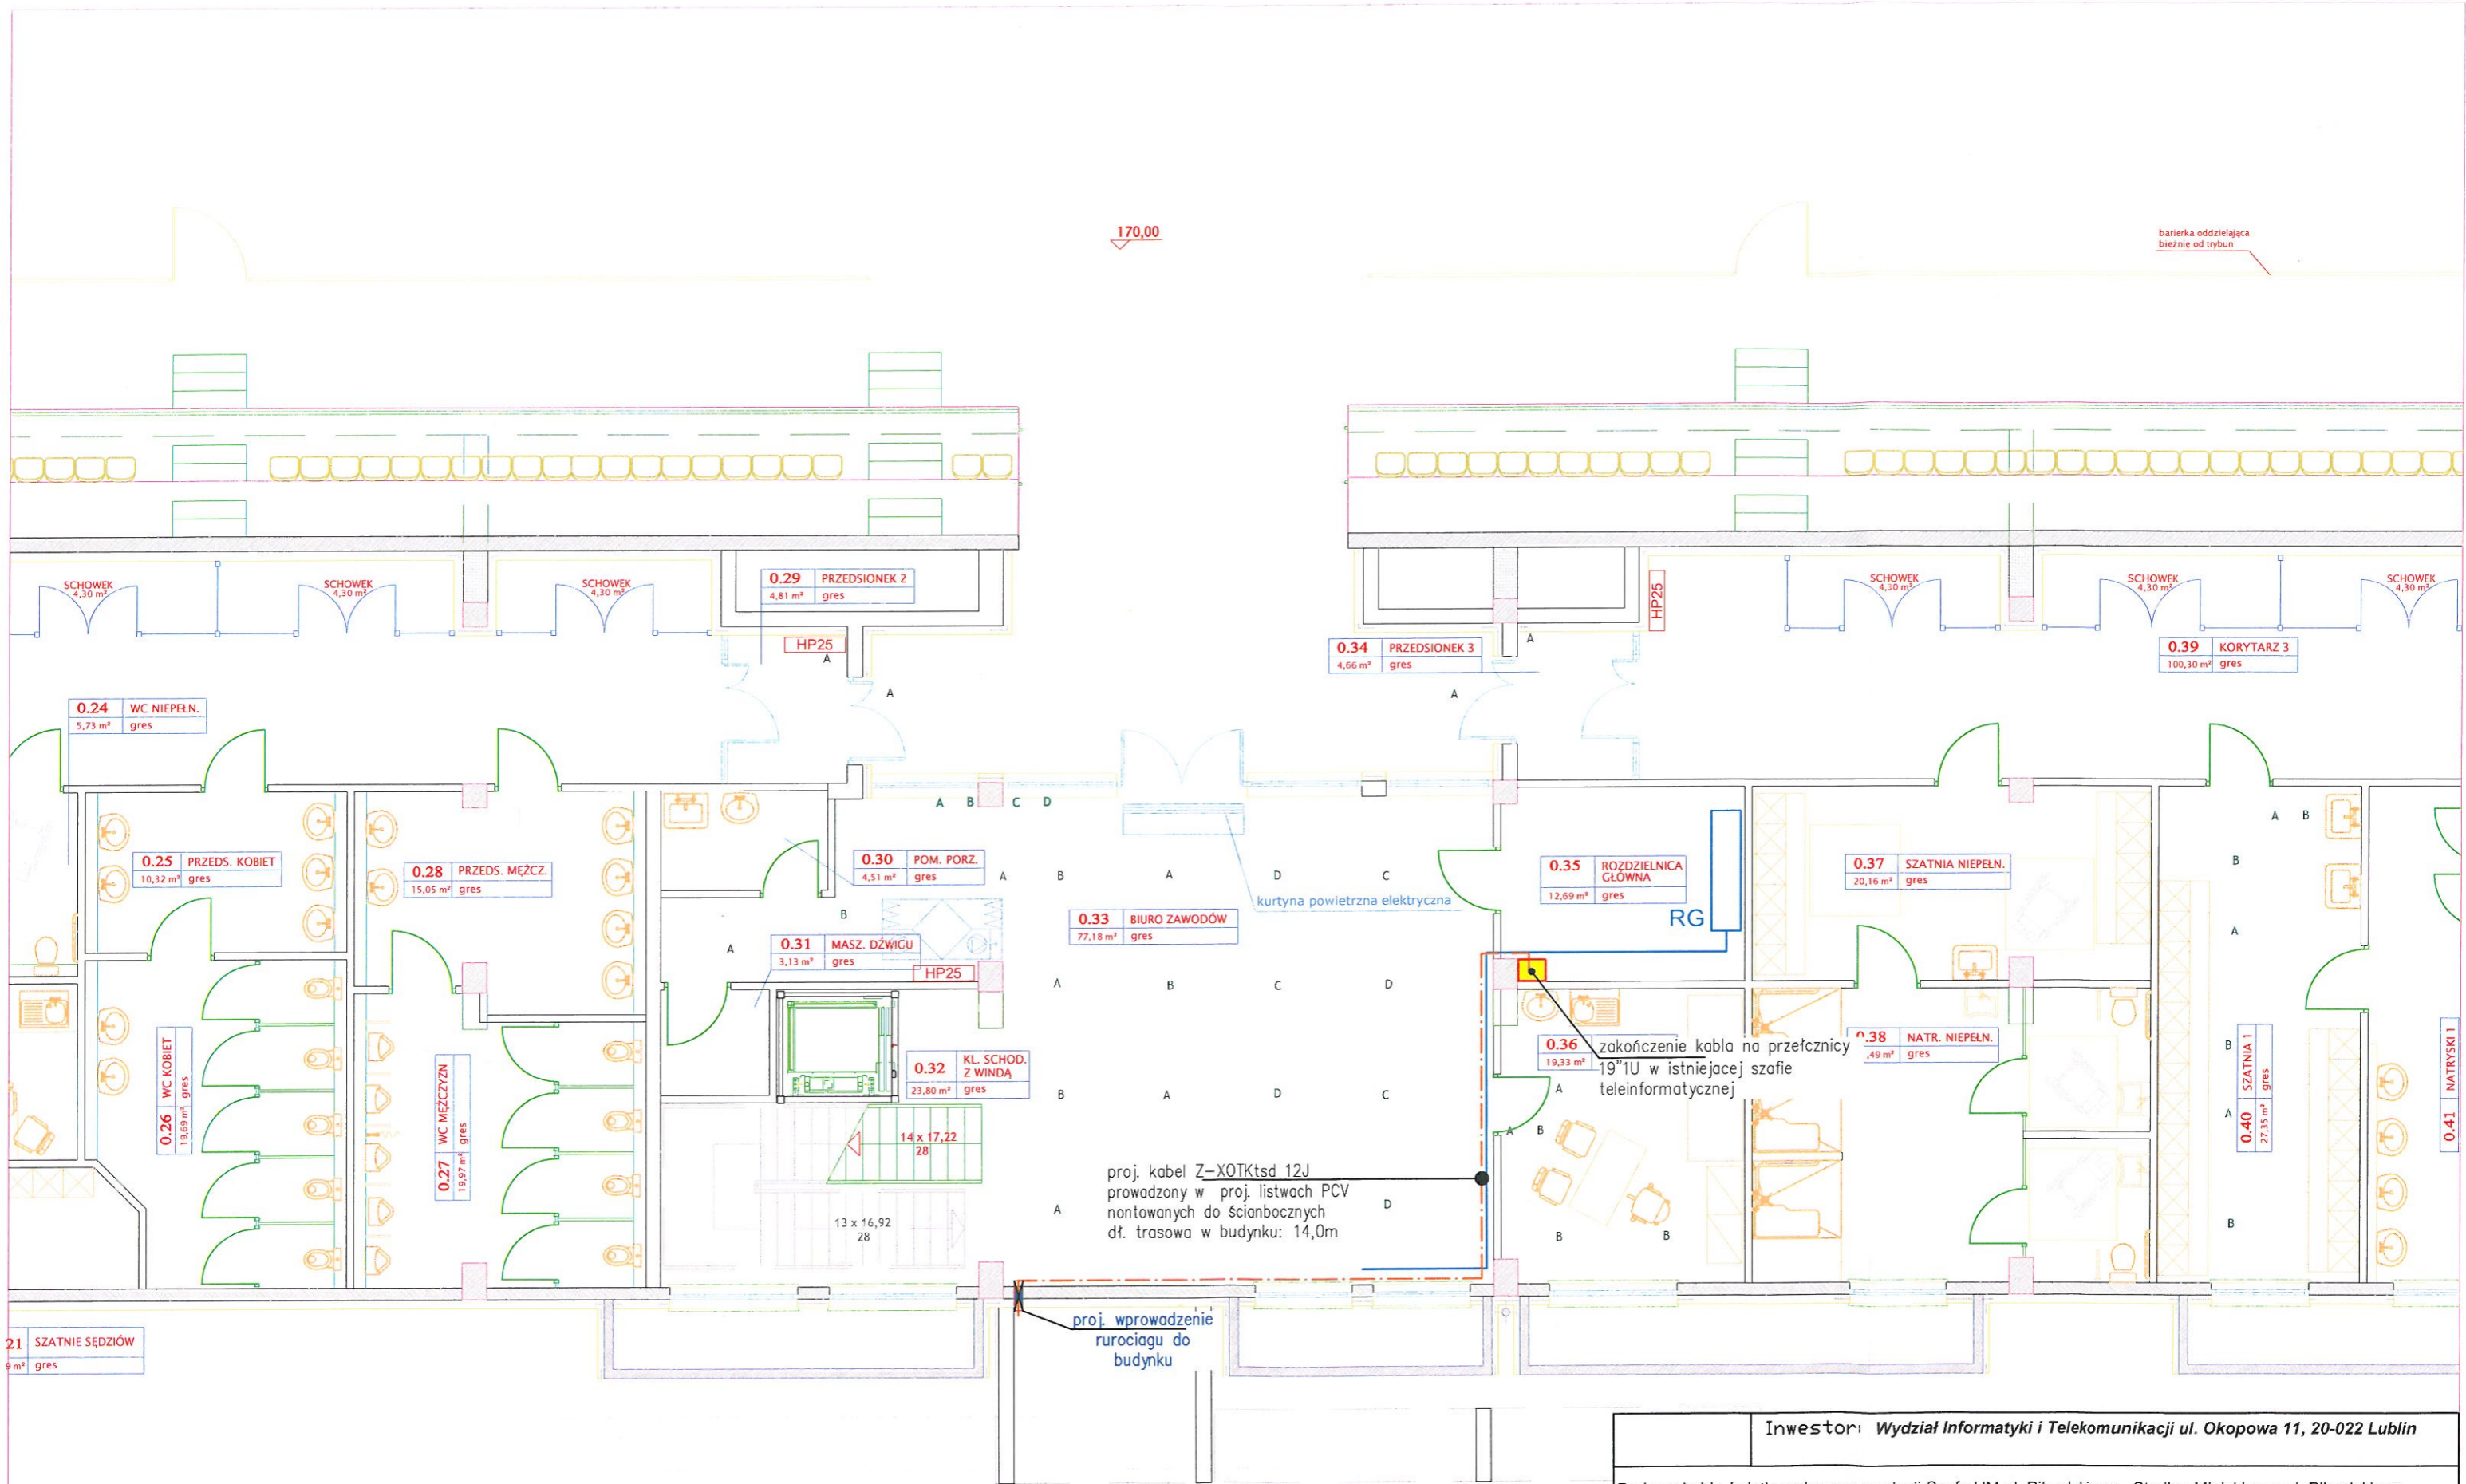 170,00
barierka oddzielająca
bieżnię od trybun
SCHOWEK
4,30 m²
SCHOWEK
4,30 m²
SCHOWEK
4,30 m²
0.29 PRZEDSIONEK 2
4,81 m² gres
HP25
A
HP25
SCHOWEK
4,30 m²
SCHOWEK
4,30 m²
SCHOWEK
4,30 m²
0.34 PRZEDSIONEK 3
4,66 m² gres
A
0.39 KORYTARZ 3
100,30 m² gres
0.24 WC NIEPEŁN.
5,73 m² gres
A
A
A B C D
A B
0.25 PRZEDS. KOBIET
10,32 m² gres
0.28 PRZEDS. MĘŻCZ.
15,05 m² gres
0.30 POM. PORZ.
4,51 m² gres
A B A D C
kurtyna powietrzna elektryczna
0.35 ROZDZIELNICA
GŁÓWNA
12,69 m² gres
RG
0.37 SZATNIA NIEPEŁN.
20,16 m² gres
B
A
B
0.33 BIURO ZAWODÓW
77,18 m² gres
A
0.31 MASZ. DŹWIGU
3,13 m² gres
HP25
A B C D
0.26 WC KOBIET
19,69 m² gres
0.27 WC MĘŻCZYZN
19,97 m² gres
0.32 KL. SCHOD.
Z WINDĄ
23,80 m² gres
B A D C
0.36
19,33 m²
zakończenie kabla na przełcznicy
19"1U w istniejacej szafie
teleinformatycznej
.38 NATR. NIEPEŁN.
,49 m² gres
A
A B
B
A
B
0.40 SZATNIA 1
27,35 m² gres
0.41 NATRYSKI 1
14 x 17,22
28
13 x 16,92
28
proj. kabel Z-XOTKtsd 12J
prowadzony w proj. listwach PCV
nontowanych do ścianbocznych
dł. trasowa w budynku: 14,0m
A D
B B
proj. wprowadzenie
rurociągu do
budynku
21 SZATNIE SĘDZIÓW
9 m² gres
Inwestor: Wydział Informatyki i Telekomunikacji ul. Okopowa 11, 20-022 Lublin